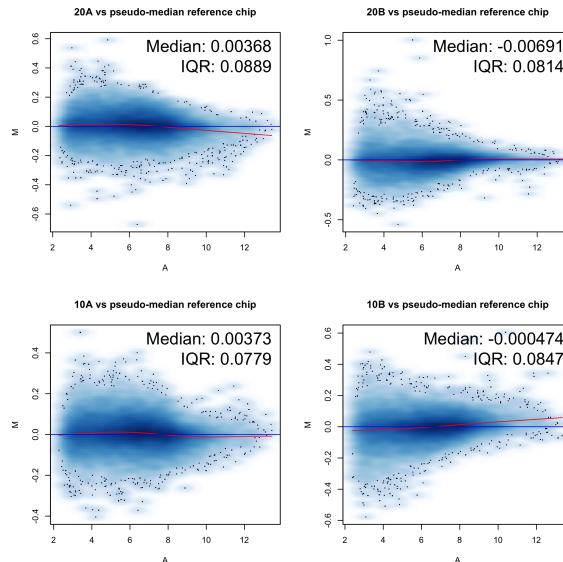 20A vs pseudo-median reference chip
Median: 0.00368
IQR: 0.0889
M
0.6
0.4
0.2
0.0
-0.2
-0.4
-0.6
2 4 6 8 10 12
A
20B vs pseudo-median reference chip
Median: -0.00691
IQR: 0.0814
M
1.0
0.5
0.0
-0.5
2 4 6 8 10 12
A
10A vs pseudo-median reference chip
Median: 0.00373
IQR: 0.0779
M
0.4
0.2
0.0
-0.2
-0.4
2 4 6 8 10 12
A
10B vs pseudo-median reference chip
Median: -0.000474
IQR: 0.0847
M
0.6
0.4
0.2
0.0
-0.2
-0.4
-0.6
2 4 6 8 10 12
A